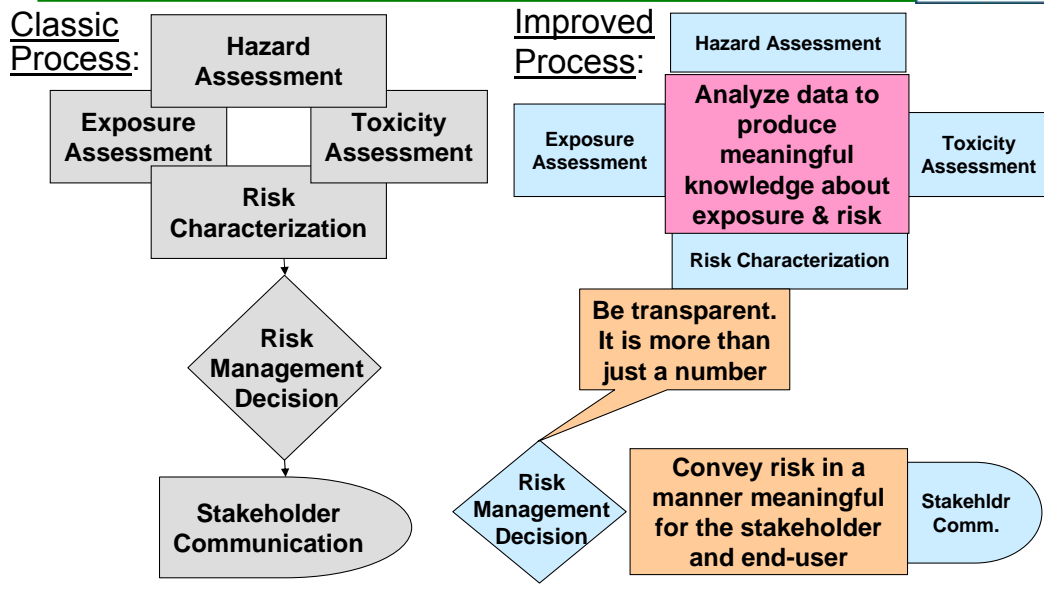 Classic
Process:
Hazard
Assessment
Exposure
Assessment
Toxicity
Assessment
Risk
Characterization
Risk
Management
Decision
Stakeholder
Communication
Improved
Process:
Hazard Assessment
Exposure
Assessment
Analyze data to
produce
meaningful
knowledge about
exposure & risk
Toxicity
Assessment
Risk Characterization
Be transparent.
It is more than
just a number
Risk
Management
Decision
Convey risk in a
manner meaningful
for the stakeholder
and end-user
Stakehldr
Comm.